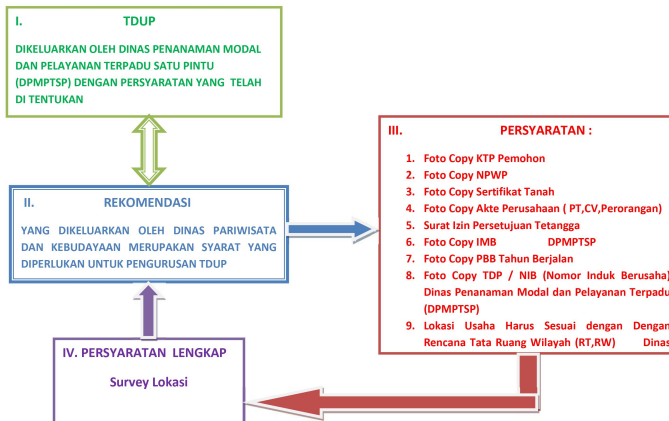 I. TDUP
DIKELUARKAN OLEH DINAS PENANAMAN MODAL
DAN PELAYANAN TERPADU SATU PINTU
(DPMPTSP) DENGAN PERSYARATAN YANG TELAH
DI TENTUKAN
II. REKOMENDASI
YANG DIKELUARKAN OLEH DINAS PARIWISATA
DAN KEBUDAYAAN MERUPAKAN SYARAT YANG
DIPERLUKAN UNTUK PENGURUSAN TDUP
III. PERSYARATAN :
1. Foto Copy KTP Pemohon
2. Foto Copy NPWP
3. Foto Copy Sertifikat Tanah
4. Foto Copy Akte Perusahaan ( PT,CV,Perorangan)
5. Surat Izin Persetujuan Tetangga
6. Foto Copy IMB DPMPTSP
7. Foto Copy PBB Tahun Berjalan
8. Foto Copy TDP / NIB (Nomor Induk Berusaha)
Dinas Penanaman Modal dan Pelayanan Terpadu
(DPMPTSP)
9. Lokasi Usaha Harus Sesuai dengan Dengan
Rencana Tata Ruang Wilayah (RT,RW) Dinas
IV. PERSYARATAN LENGKAP
Survey Lokasi